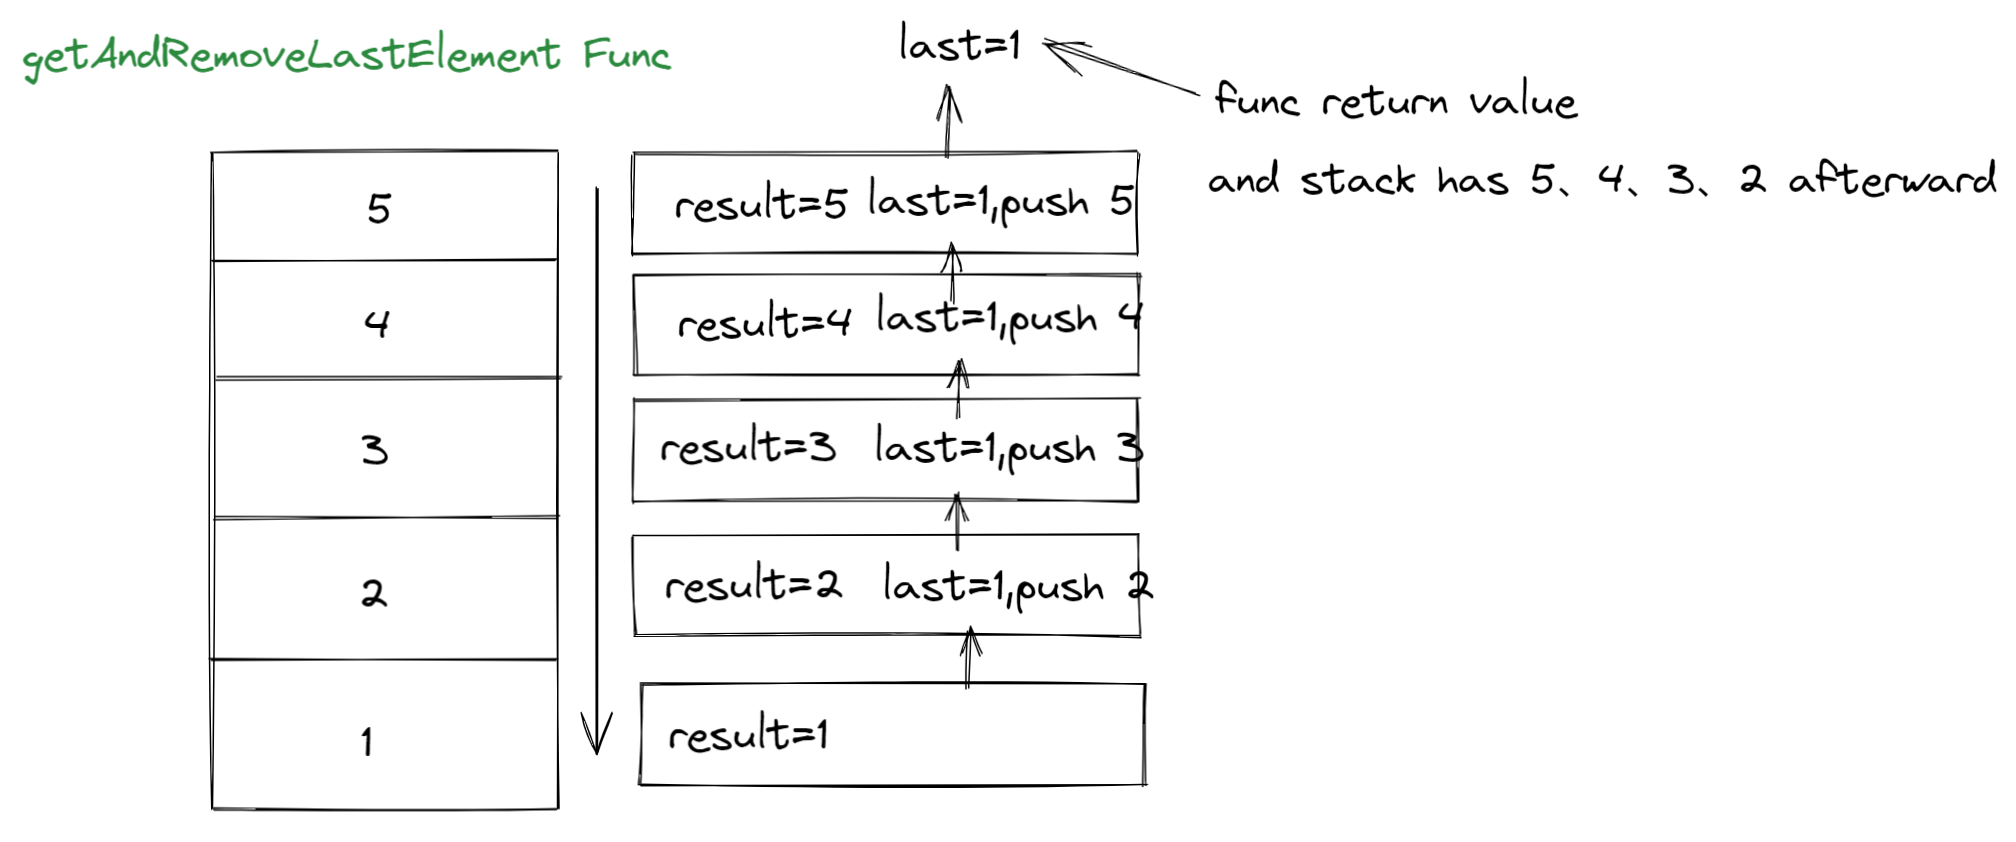 getAndRemoveLastElement Func
last=1
func return value
and stack has 5、4、3、2 afterward
5
result=5 last=1,push 5
4
result=4 last=1,push 4
3
result=3 last=1,push 3
2
result=2 last=1,push 2
1
result=1